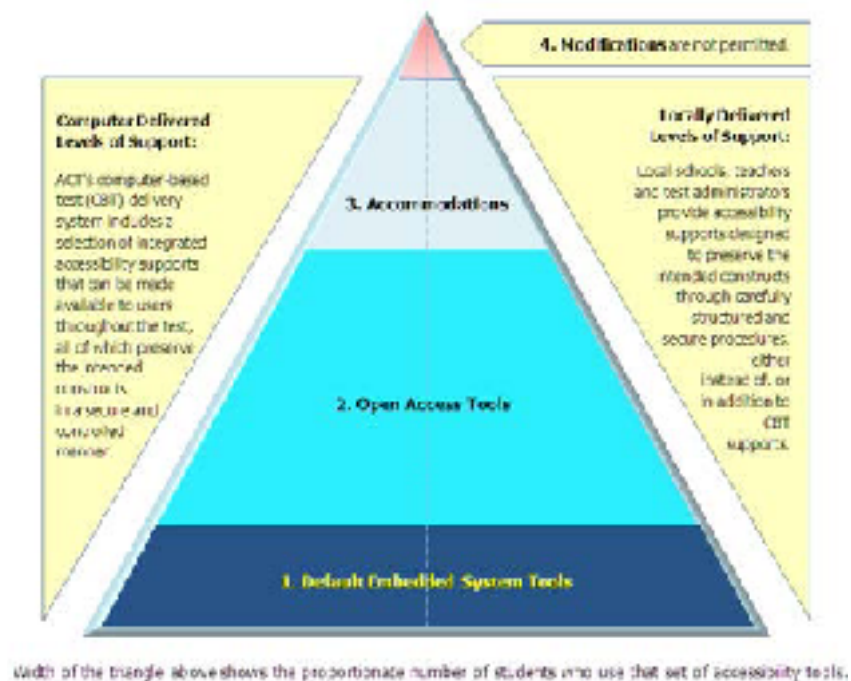 4. Modifications are not permitted.
Computer Delivered
Levels of Support:
ACT's computer-based
test (CBT) delivery
system includes a
selection of integrated
accessibility supports
that can be made
available to users
throughout the test,
all of which preserve
the intended
constructs
in a secure and
controlled
manner
Locally Delivered
Levels of Support:
Local schools, teachers
and test administrators
provide accessibility
supports designed
to preserve the
intended constructs
through carefully
structured and
secure procedures,
either
instead of, or
in addition to
CBT
supports.
3. Accommodations
2. Open Access Tools
1 Default Embedded System Tools
Width of the triangle above shows the proportionate number of students who use that set of accessibility tools.